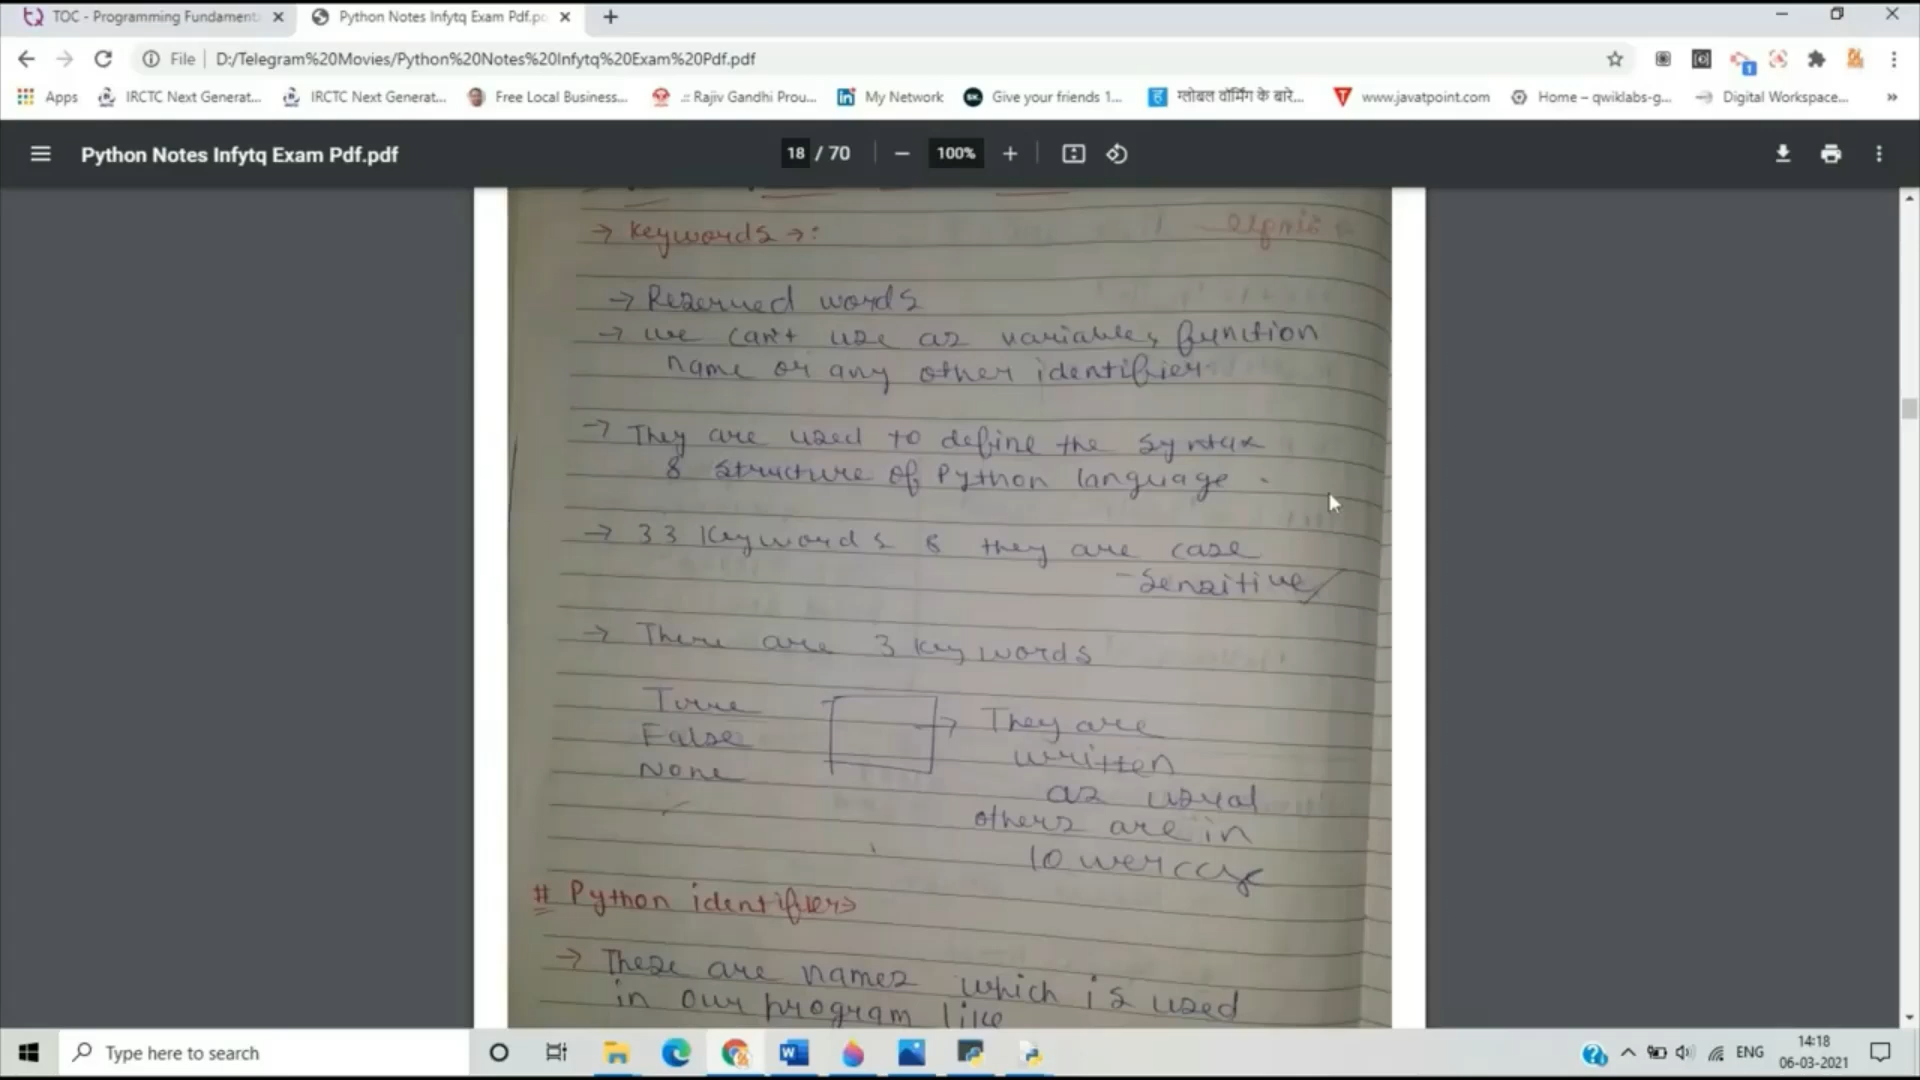 TOC - Programming Fundament
Python Notes Infytq Exam Pdf.pd
File D:/Telegram%20Movies/Python%20Notes%20Infytq%20Exam%20Pdf.pdf
Apps IRCTC Next Generat... IRCTC Next Generat... Free Local Business... .:: Rajiv Gandhi Prou... My Network Give your friends 1... ग्लोबल वॉर्मिंग के बारे... www.javatpoint.com Home – qwiklabs-g... Digital Workspace... »
Python Notes Infytq Exam Pdf.pdf 18 / 70 100%
→ Keywords →:
→ Reserved words
→ we can't use as variable, function
name or any other identifier
→ They are used to define the syntax
& structure of Python language .
→ 33 Keywords & they are case
-Sensitive
→ There are 3 keywords
True
False
None
→ They are
written
as usual
others are in
lowercase
# Python identifier
→ These are names which is used
in our program like
Type here to search
ENG
14:18
06-03-2021